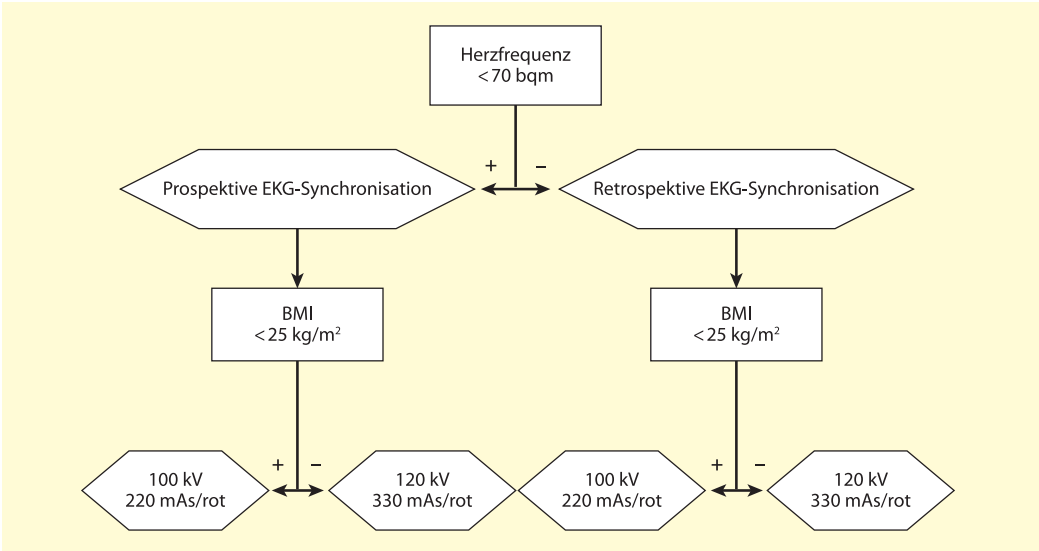 Herzfrequenz
<70 bqm
+ −
Prospektive EKG-Synchronisation
Retrospektive EKG-Synchronisation
BMI
<25 kg/m²
BMI
<25 kg/m²
+ −
100 kV
220 mAs/rot
120 kV
330 mAs/rot
+ −
100 kV
220 mAs/rot
120 kV
330 mAs/rot